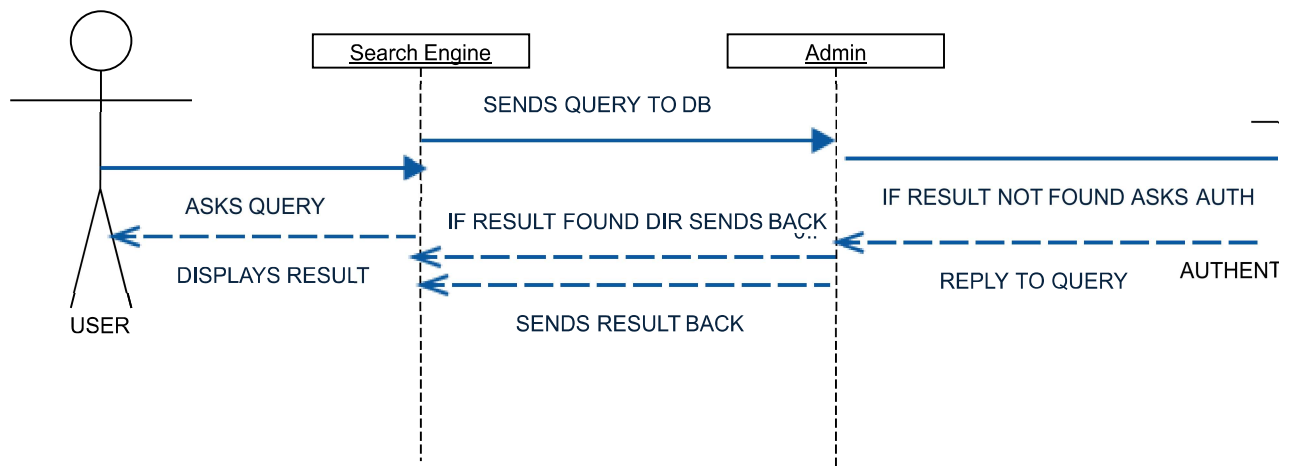 Search Engine
Admin
SENDS QUERY TO DB
IF RESULT NOT FOUND ASKS AUTH
ASKS QUERY
IF RESULT FOUND DIR SENDS BACK
DISPLAYS RESULT
REPLY TO QUERY
AUTHENT
USER
SENDS RESULT BACK